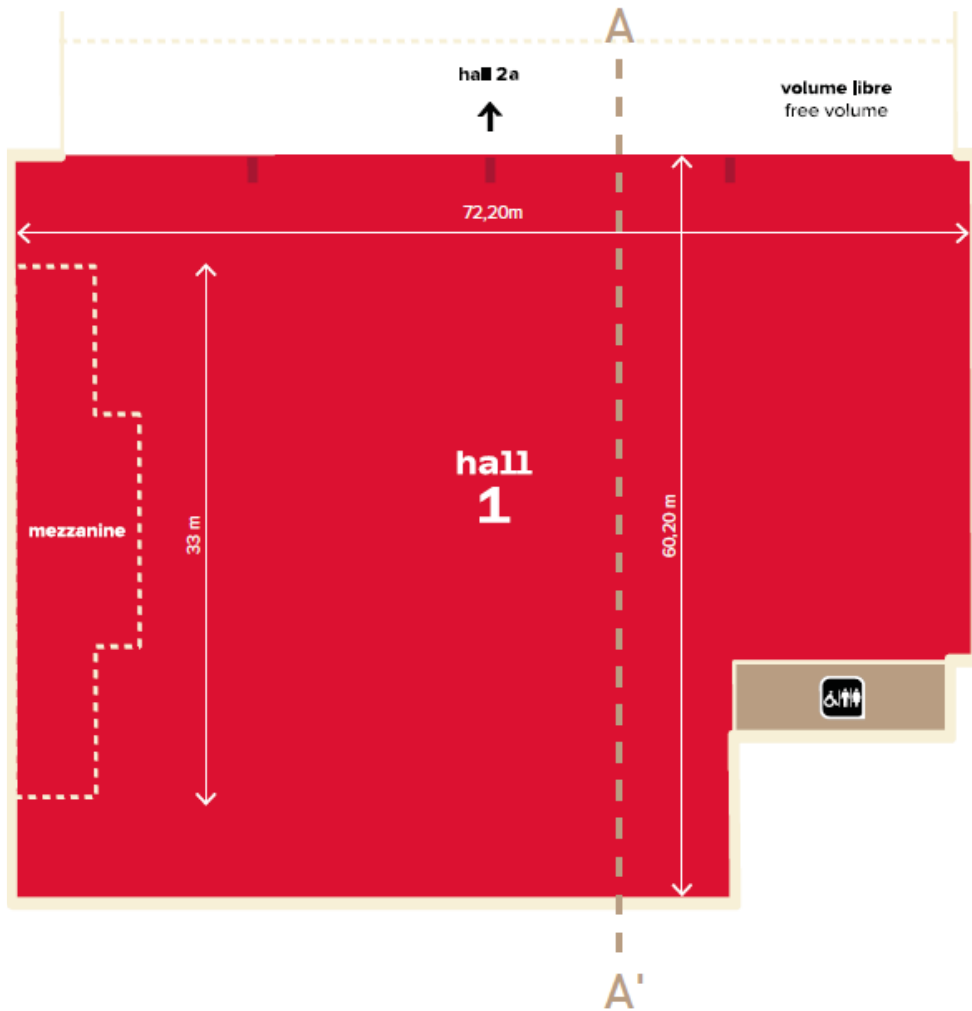 A
hall 2a
volume libre
free volume
72,20m
hall
1
33 m
60,20 m
mezzanine
A'